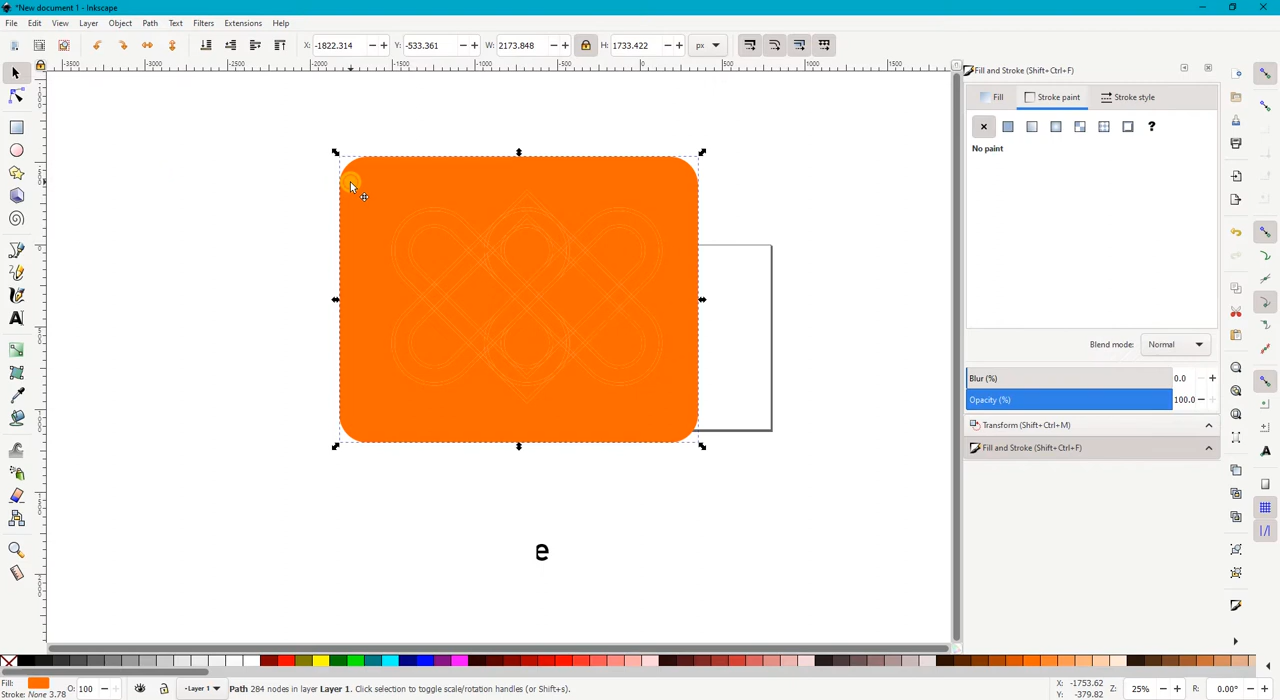 *New document 1 - Inkscape
File Edit View Layer Object Path Text Filters Extensions Help
X: -1822.314 Y: -533.361 W: 2173.848 H: 1733.422 px
Fill and Stroke (Shift+Ctrl+F)
Fill Stroke paint Stroke style
?
No paint
Blend mode: Normal
Blur (%) 0.0
Opacity (%) 100.0
Transform (Shift+Ctrl+M)
Fill and Stroke (Shift+Ctrl+F)
e
Fill: O: 100 Layer 1 Path 284 nodes in layer Layer 1. Click selection to toggle scale/rotation handles (or Shift+s). X: -1753.62 Z: 25% R: 0.00°
Stroke: None 3.78 Y: -379.82